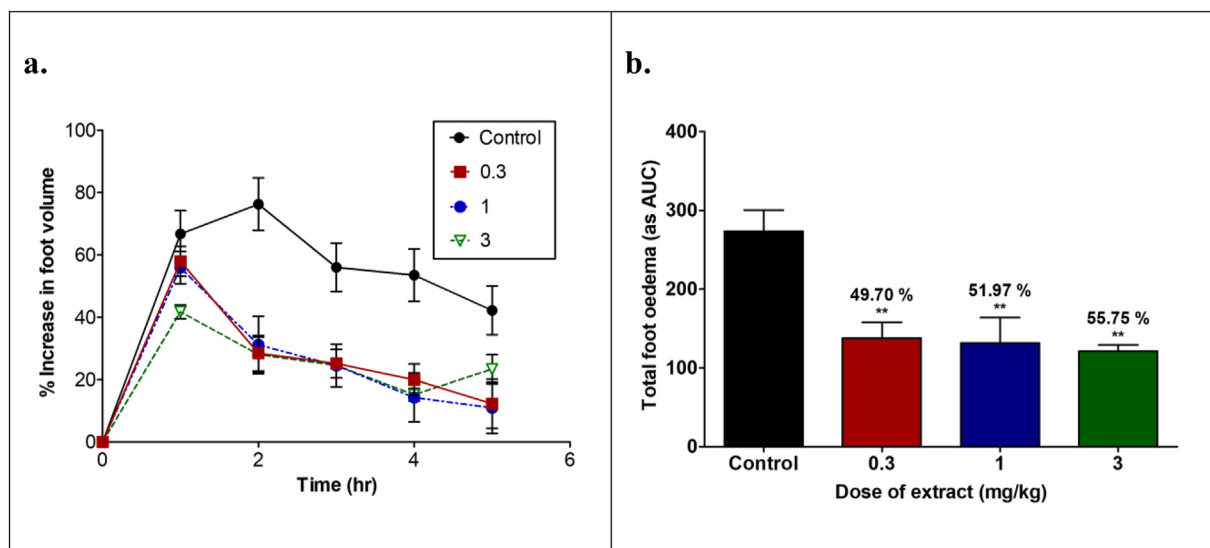 a.
% Increase in foot volume
100
80
60
40
20
0
0 2 4 6
Time (hr)
Control
0.3
1
3
b.
Total foot oedema (as AUC)
400
300
200
100
0
49.70 %
**
51.97 %
**
55.75 %
**
Control 0.3 1 3
Dose of extract (mg/kg)